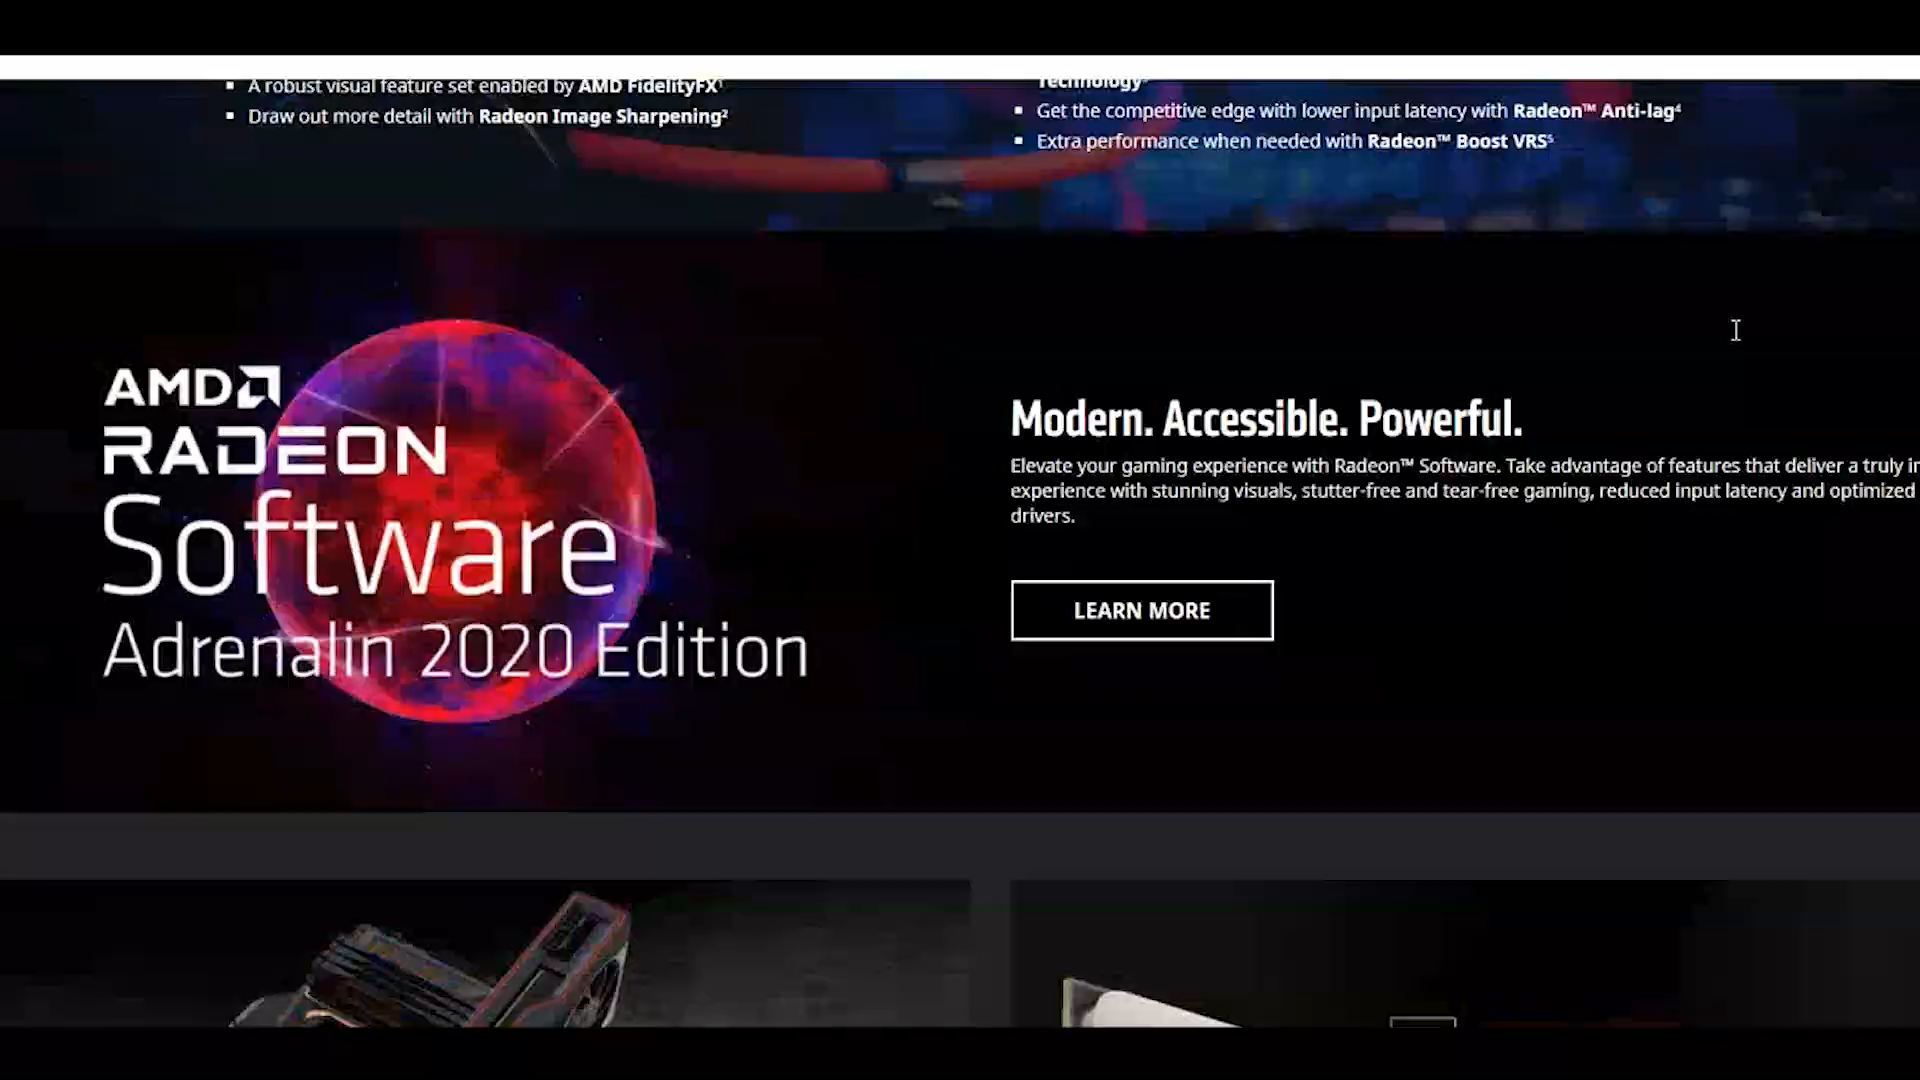 A robust visual feature set enabled by AMD FidelityFX¹
Draw out more detail with Radeon Image Sharpening²
Technology³
Get the competitive edge with lower input latency with Radeon™ Anti-lag⁴
Extra performance when needed with Radeon™ Boost VRS⁵
AMD
RADEON
Software
Adrenalin 2020 Edition
Modern. Accessible. Powerful.
Elevate your gaming experience with Radeon™ Software. Take advantage of features that deliver a truly
experience with stunning visuals, stutter-free and tear-free gaming, reduced input latency and optimized
drivers.
LEARN MORE